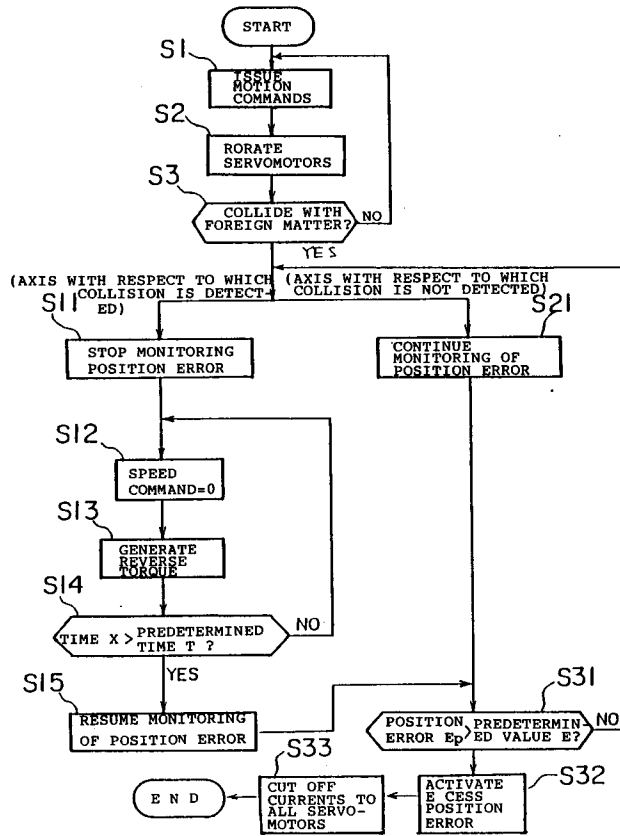 START
S1
ISSUE
MOTION
COMMANDS
S2
RORATE
SERVOMOTORS
S3
COLLIDE WITH
FOREIGN MATTER?
NO
YES
(AXIS WITH RESPECT TO WHICH
COLLISION IS DETECT-
ED)
(AXIS WITH RESPECT TO WHICH
COLLISION IS NOT DETECTED)
S11
STOP MONITORING
POSITION ERROR
S21
CONTINUE
MONITORING OF
POSITION ERROR
S12
SPEED
COMMAND=0
S13
GENERATE
REVERSE
TORQUE
S14
TIME X > PREDETERMINED
TIME T ?
NO
YES
S15
RESUME MONITORING
OF POSITION ERROR
S31
POSITION > PREDETERMIN-
ERROR Ep ED VALUE E?
NO
S32
ACTIVATE
E CESS
POSITION
ERROR
S33
CUT OFF
CURRENTS TO
ALL SERVO-
MOTORS
E N D